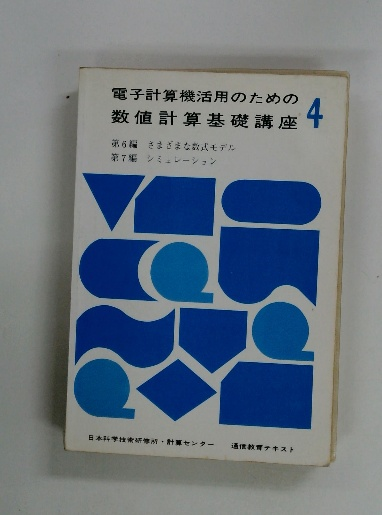 電子計算機活用のための
数値計算基礎講座 4
第6編 さまざまな数式モデル
第7編 シミュレーション
日本科学技術研修所・計算センター 通信教育テキスト